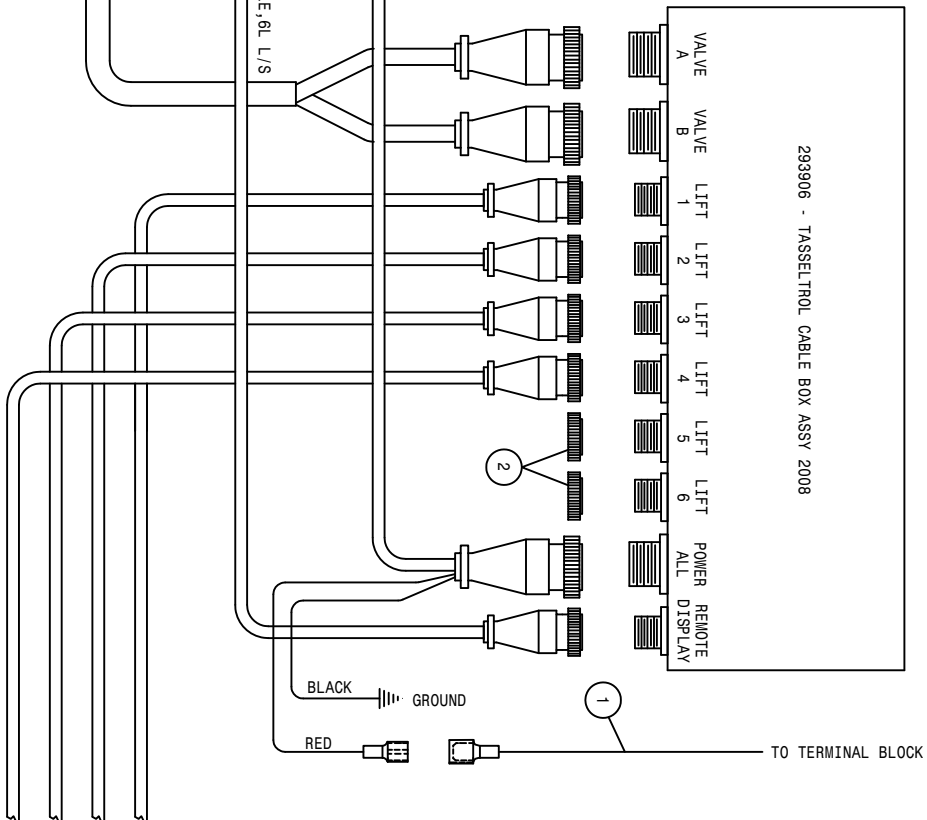 E,6L L/S
VALVE
A
VALVE
B
LIFT
1
LIFT
2
LIFT
3
LIFT
4
LIFT
5
LIFT
6
POWER
ALL
REMOTE
DISPLAY
293906 - TASSELTROL CABLE BOX ASSY 2008
2
1
BLACK
GROUND
RED
TO TERMINAL BLOCK